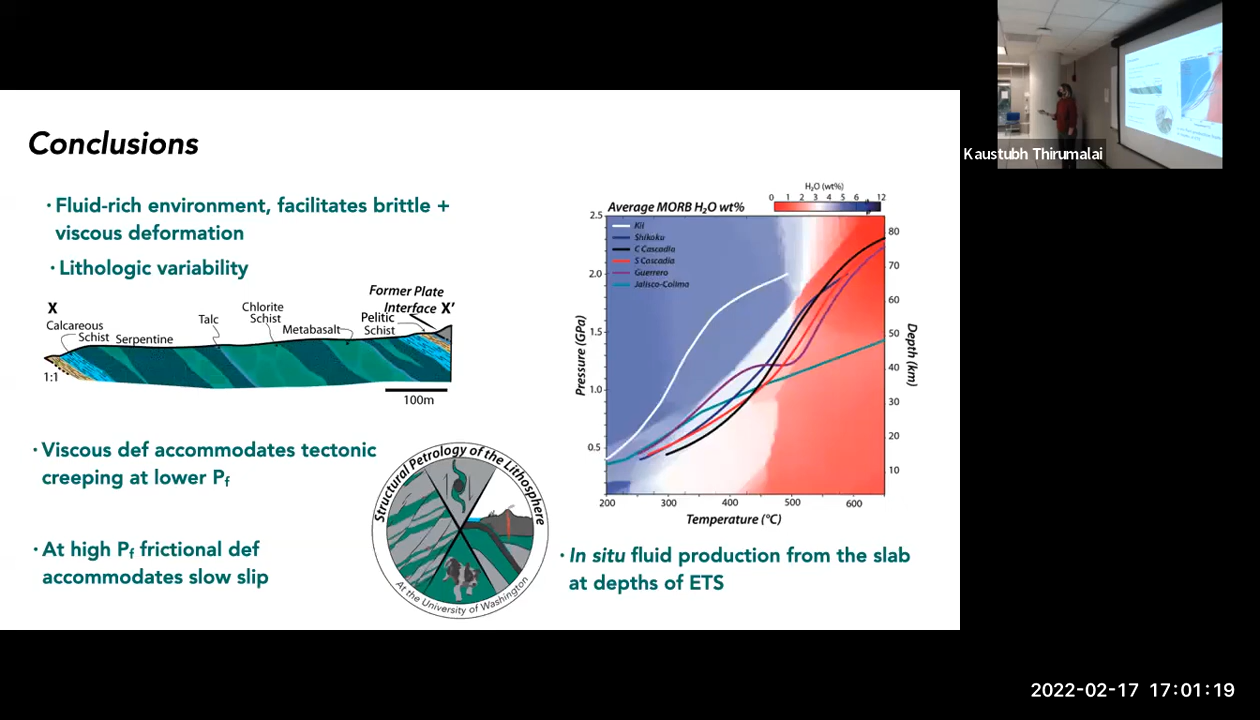 Conclusions
· Fluid-rich environment, facilitates brittle +
viscous deformation
· Lithologic variability
X
Former Plate
Interface X'
Calcareous
Schist
Serpentine
Talc
Chlorite
Schist
Metabasalt
Pelitic
Schist
1:1
100m
· Viscous def accommodates tectonic
creeping at lower Pf
· At high Pf frictional def
accommodates slow slip
Structural Petrology of the Lithosphere
At the University of Washington
H₂O (wt%)
0 1 2 3 4 5 6 12
Average MORB H₂O wt%
Kii
Shikoku
C Cascadia
S Cascadia
Guerrero
Jalisco-Colima
Pressure (GPa)
2.5
2.0
1.5
1.0
0.5
Depth (km)
80
70
60
50
40
30
20
10
200 300 400 500 600
Temperature (°C)
· In situ fluid production from the slab
at depths of ETS
Kaustubh Thirumalai
2022-02-17 17:01:19